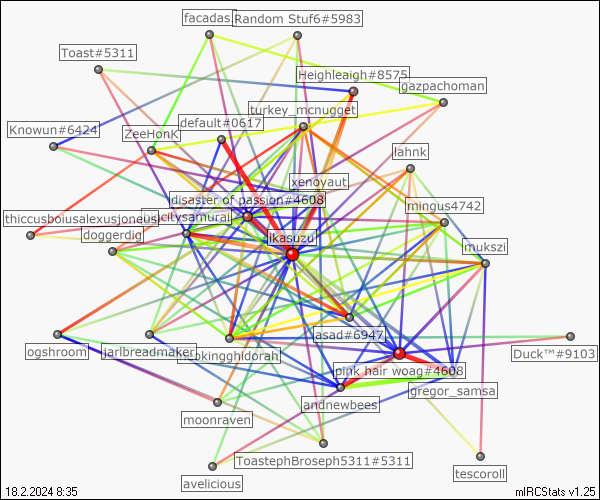 facadas
Random Stuf6#5983
Toast#5311
Heighleaigh#8575
gazpachoman
turkey_mcnugget
default#0617
Knowun#6424
ZeeHonk
lahnk
xenoyaut
disaster of passion#4608
mingus4742
thiccusboiusalexusjoneusi
citysamurai
doggerdig
ikasuzu
mukszi
asad#6947
ogshroom
jarlbreadmaker
kingghidorah
Duck™#9103
pink hair woag#4608
gregor_samsa
andnewbees
moonraven
ToastephBroseph5311#5311
tescoroll
avelicious
18.2.2024 8:35
mIRCStats v1.25